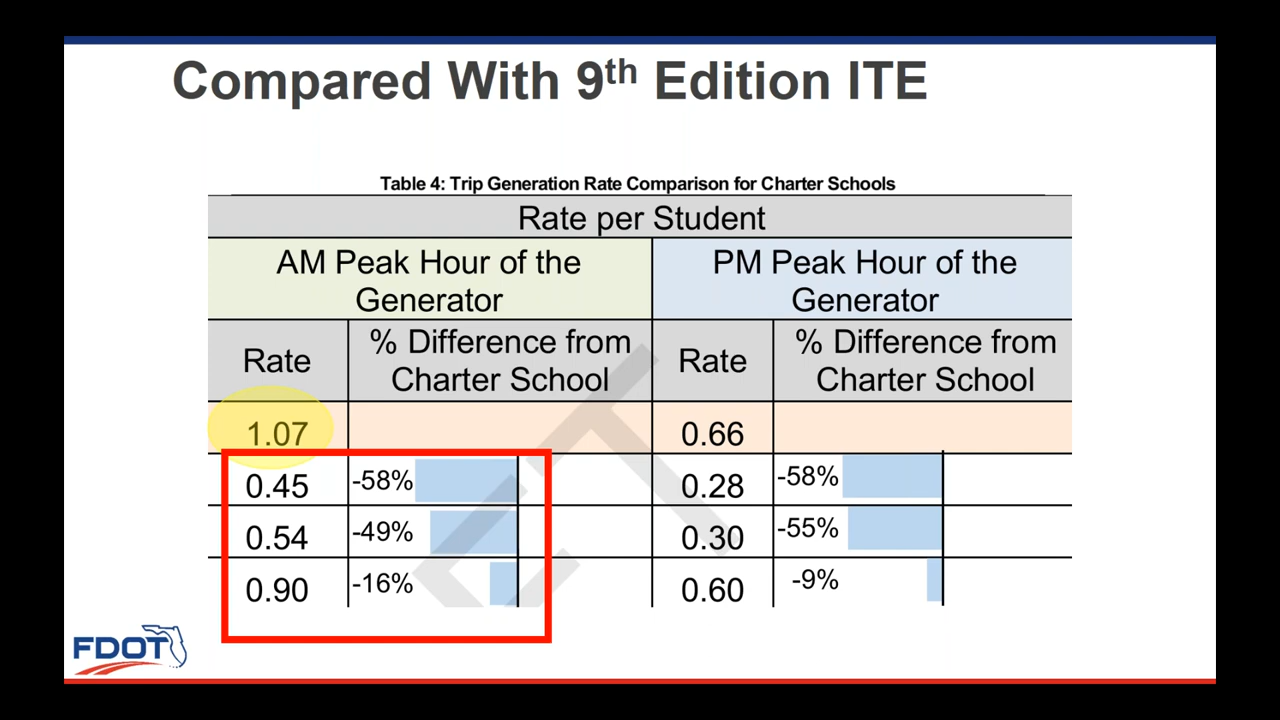 Compared With 9th Edition ITE
Table 4: Trip Generation Rate Comparison for Charter Schools
Rate per Student
AM Peak Hour of the
Generator
PM Peak Hour of the
Generator
Rate
% Difference from
Charter School
Rate
% Difference from
Charter School
1.07 0.66
0.45 -58% 0.28 -58%
0.54 -49% 0.30 -55%
0.90 -16% 0.60 -9%
FDOT